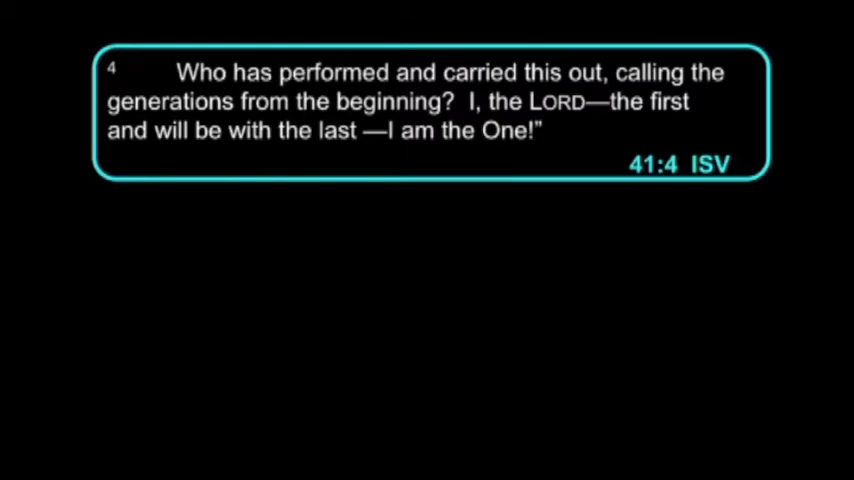 4 Who has performed and carried this out, calling the
generations from the beginning? I, the LORD—the first
and will be with the last —I am the One!”
41:4 ISV